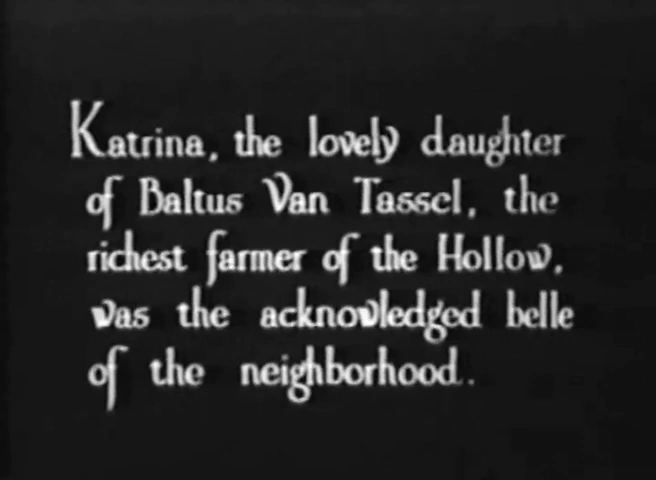 Katrina, the lovely daughter
of Baltus Van Tassel, the
richest farmer of the Hollow,
was the acknowledged belle
of the neighborhood.